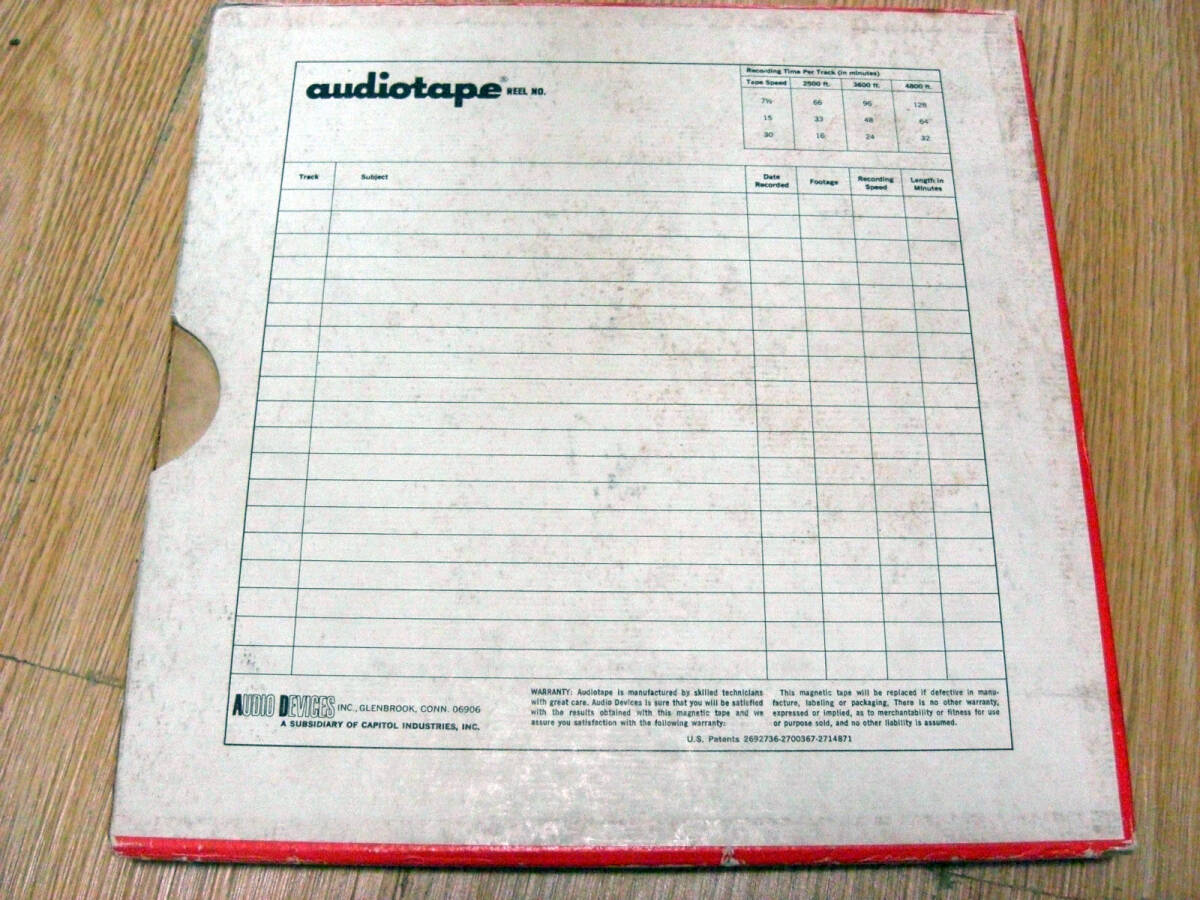 audiotape® REEL NO.
Recording Time Per Track (in minutes)
Tape Speed 2500 ft. 3600 ft. 4800 ft.
7½ 66 96 128
15 33 48 64
30 16 24 32
Track Subject Date Recorded Footage Recording Speed Length in Minutes
AUDIO DEVICES INC., GLENBROOK, CONN. 06906
A SUBSIDIARY OF CAPITOL INDUSTRIES, INC.
WARRANTY: Audiotape is manufactured by skilled technicians
with great care. Audio Devices is sure that you will be satisfied
with the results obtained with this magnetic tape and we
assure you satisfaction with the following warranty:
This magnetic tape will be replaced if defective in manu-
facture, labeling or packaging. There is no other warranty,
expressed or implied, as to merchantability or fitness for use
or purpose sold, and no other liability is assumed.
U.S. Patents 2692736-2700367-2714871